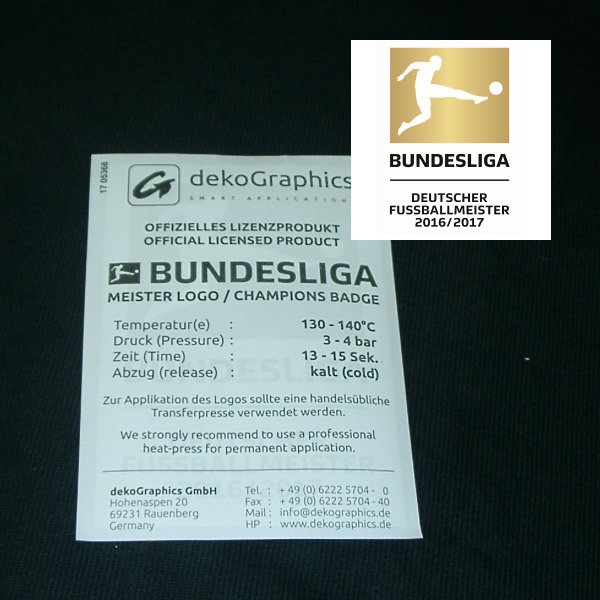 BUNDESLIGA
DEUTSCHER
FUSSBALLMEISTER
2016/2017
17 05368
dekoGraphics
SMART APPLICATION
OFFIZIELLES LIZENZPRODUKT
OFFICIAL LICENSED PRODUCT
BUNDESLIGA
MEISTER LOGO / CHAMPIONS BADGE
Temperatur(e) : 130 - 140°C
Druck (Pressure) : 3 - 4 bar
Zeit (Time) : 13 - 15 Sek.
Abzug (release) : kalt (cold)
Zur Applikation des Logos sollte eine handelsübliche
Transferpresse verwendet werden.
We strongly recommend to use a professional
heat-press for permanent application.
dekoGraphics GmbH Tel. : + 49 (0) 6222 5704 - 0
Hohenaspen 20 Fax : + 49 (0) 6222 5704 - 40
69231 Rauenberg Mail : info@dekographics.de
Germany HP : www.dekographics.de